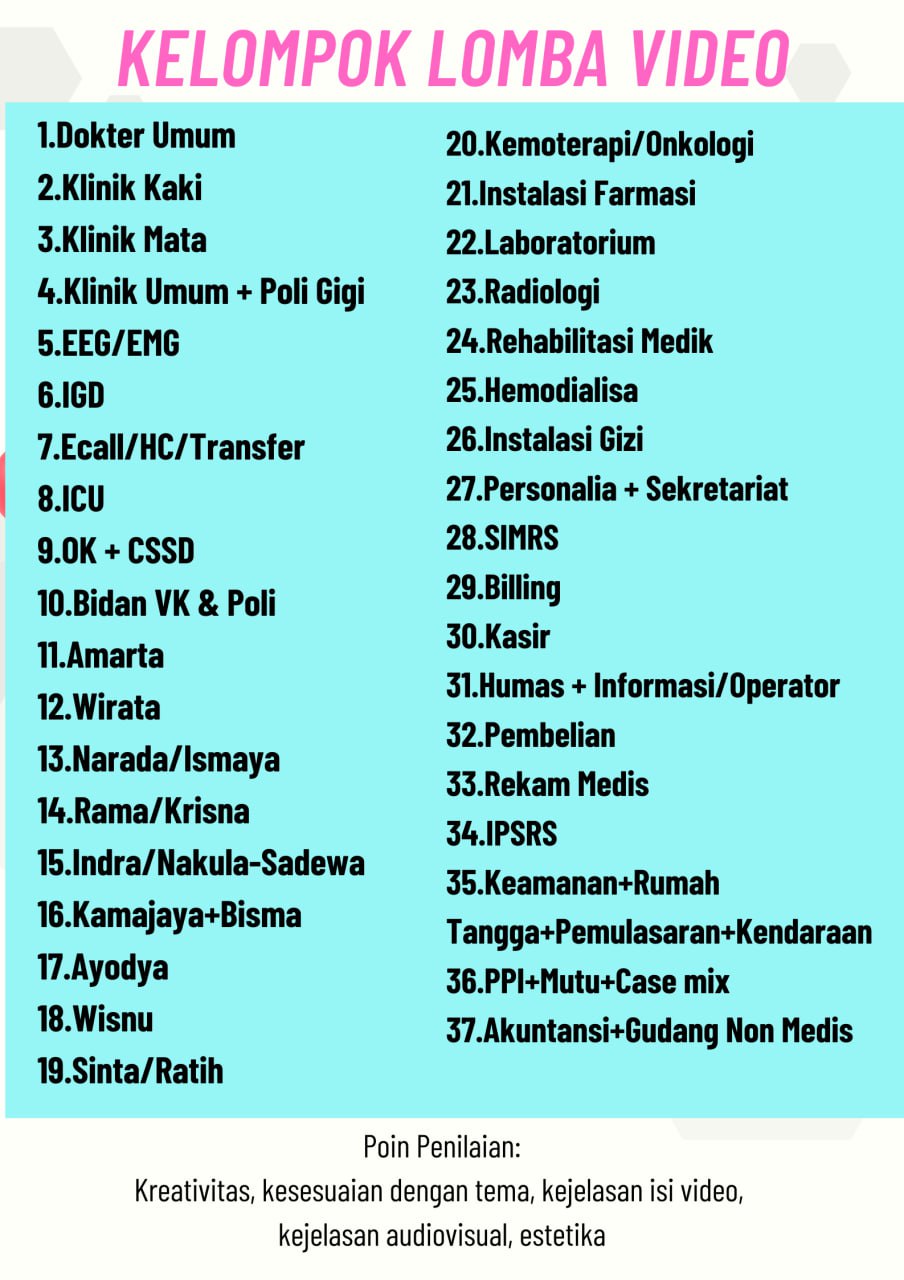 KELOMPOK LOMBA VIDEO
1.Dokter Umum
2.Klinik Kaki
3.Klinik Mata
4.Klinik Umum + Poli Gigi
5.EEG/EMG
6.IGD
7.Ecall/HC/Transfer
8.ICU
9.OK + CSSD
10.Bidan VK & Poli
11.Amarta
12.Wirata
13.Narada/Ismaya
14.Rama/Krisna
15.Indra/Nakula-Sadewa
16.Kamajaya+Bisma
17.Ayodya
18.Wisnu
19.Sinta/Ratih
20.Kemoterapi/Onkologi
21.Instalasi Farmasi
22.Laboratorium
23.Radiologi
24.Rehabilitasi Medik
25.Hemodialisa
26.Instalasi Gizi
27.Personalia + Sekretariat
28.SIMRS
29.Billing
30.Kasir
31.Humas + Informasi/Operator
32.Pembelian
33.Rekam Medis
34.IPSRS
35.Keamanan+Rumah
Tangga+Pemulasaran+Kendaraan
36.PPI+Mutu+Case mix
37.Akuntansi+Gudang Non Medis
Poin Penilaian:
Kreativitas, kesesuaian dengan tema, kejelasan isi video,
kejelasan audiovisual, estetika